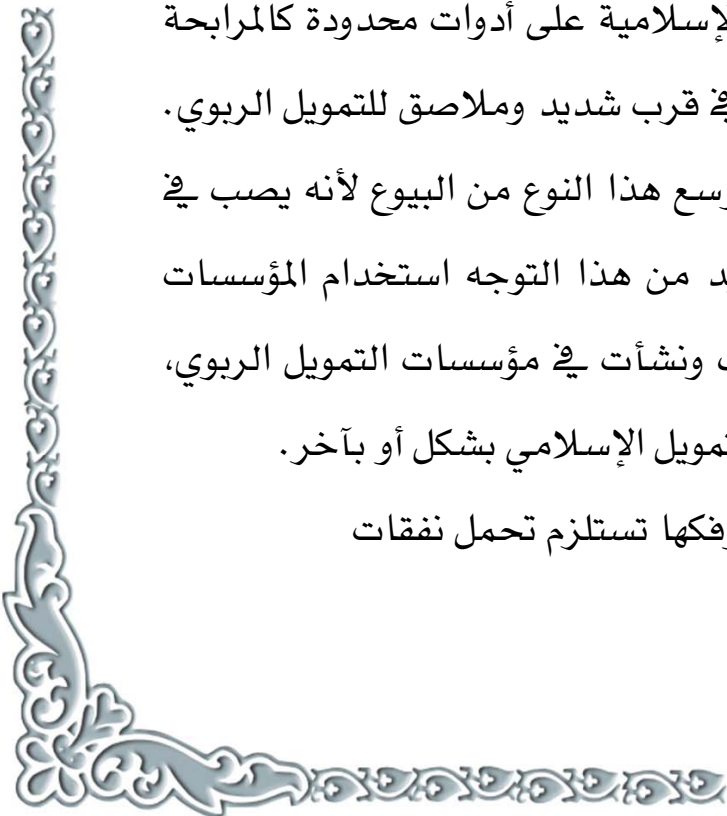 الإسلامية على أدوات محدودة كالمرابحة
في قرب شديد وملاصق للتمويل الربوي.
وسع هذا النوع من البيوع لأنه يصب في
من هذا التوجه استخدام المؤسسات
ونشأت في مؤسسات التمويل الربوي،
تمويل الإسلامي بشكل أو بآخر.
وفكها تستلزم تحمل نفقات